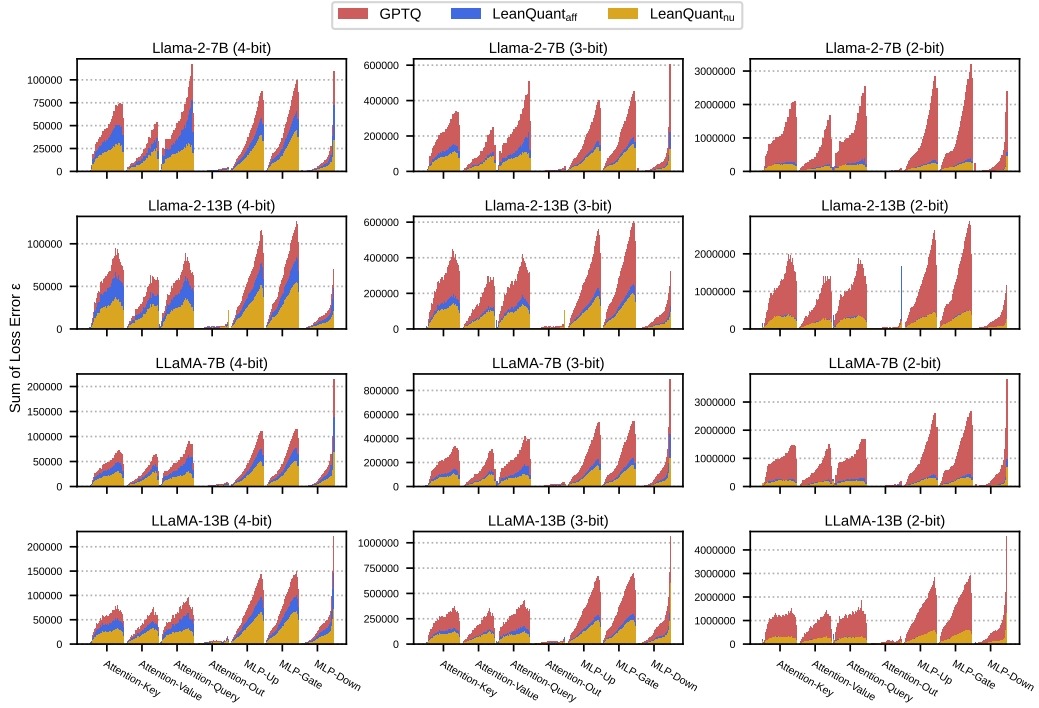 GPTQ LeanQuant_aff LeanQuant_nu
Llama-2-7B (4-bit) Llama-2-7B (3-bit) Llama-2-7B (2-bit)
100000 600000 3000000
75000 400000 2000000
50000 200000 1000000
25000 0 0
0
Llama-2-13B (4-bit) Llama-2-13B (3-bit) Llama-2-13B (2-bit)
100000 600000 2000000
50000 400000 1000000
0 200000 0
0
Sum of Loss Error ε
LLaMA-7B (4-bit) LLaMA-7B (3-bit) LLaMA-7B (2-bit)
200000 800000 3000000
150000 600000 2000000
100000 400000 1000000
50000 200000 0
0 0
LLaMA-13B (4-bit) LLaMA-13B (3-bit) LLaMA-13B (2-bit)
200000 1000000 4000000
150000 750000 3000000
100000 500000 2000000
50000 250000 1000000
0 0 0
Attention-Key Attention-Value Attention-Query Attention-Out MLP-Up MLP-Gate MLP-Down
Attention-Key Attention-Value Attention-Query Attention-Out MLP-Up MLP-Gate MLP-Down
Attention-Key Attention-Value Attention-Query Attention-Out MLP-Up MLP-Gate MLP-Down